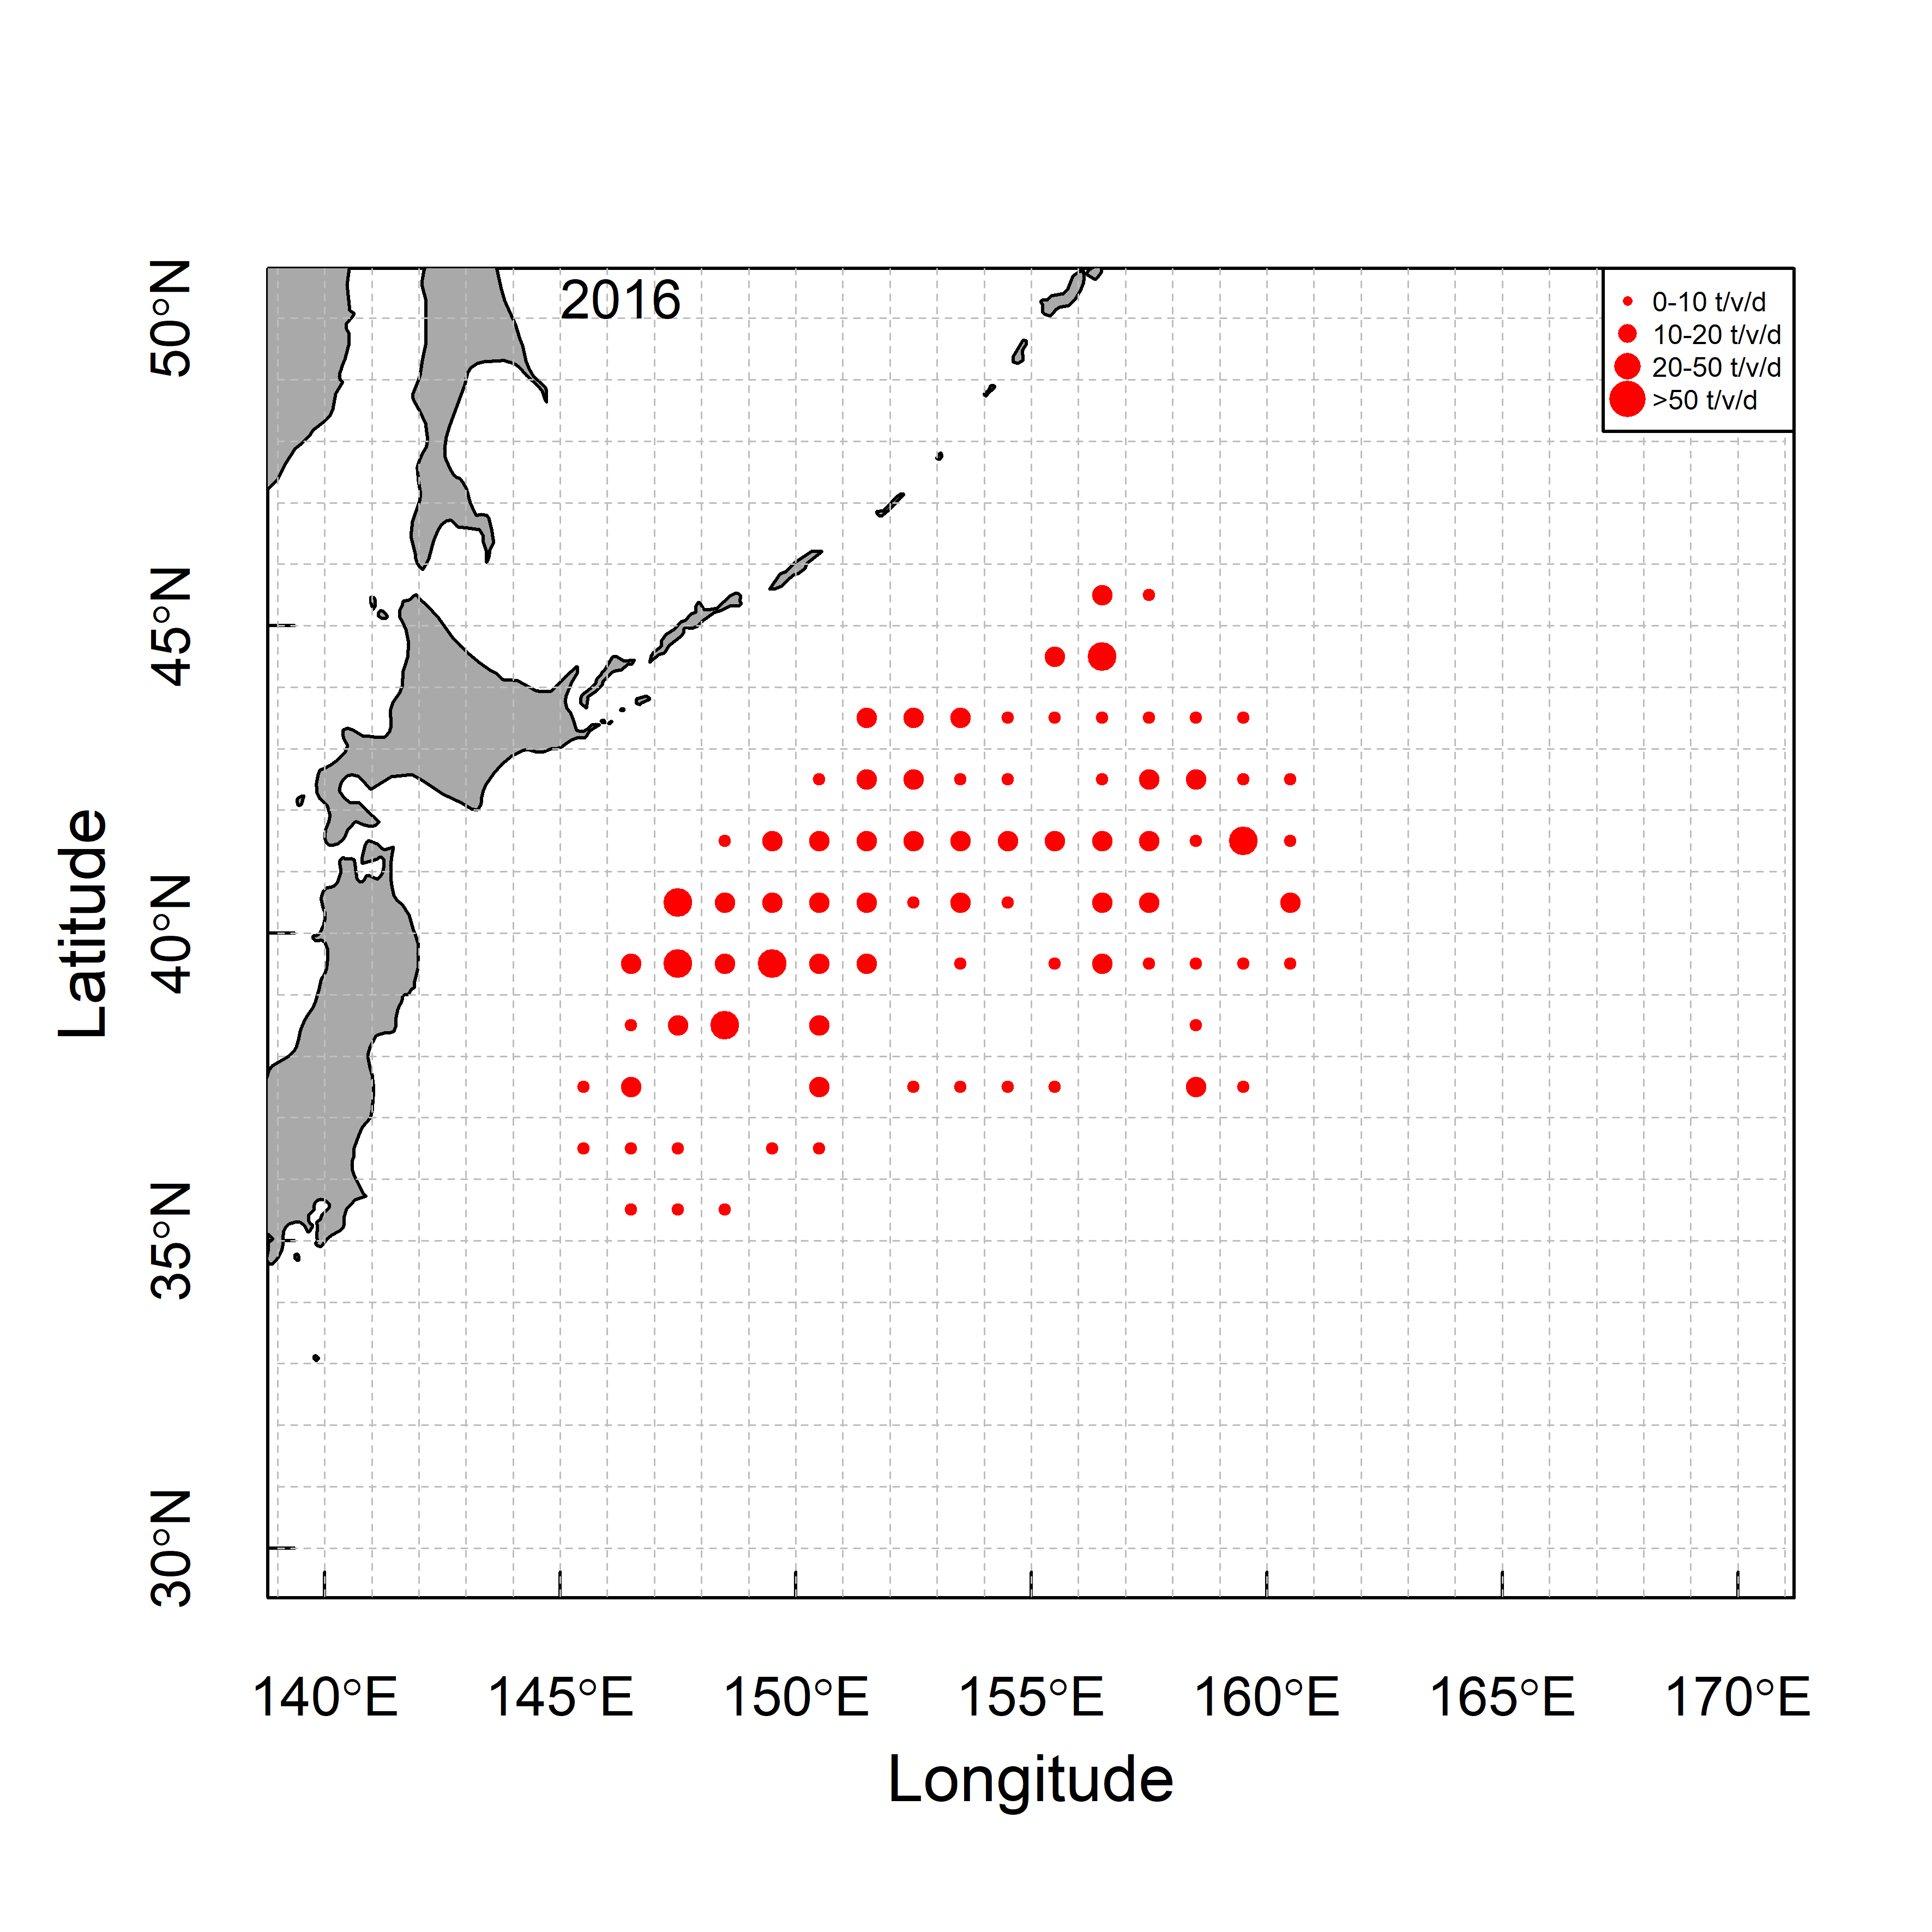 2016
0-10 t/v/d
10-20 t/v/d
20-50 t/v/d
>50 t/v/d
50°N
45°N
40°N
35°N
30°N
Latitude
140°E 145°E 150°E 155°E 160°E 165°E 170°E
Longitude